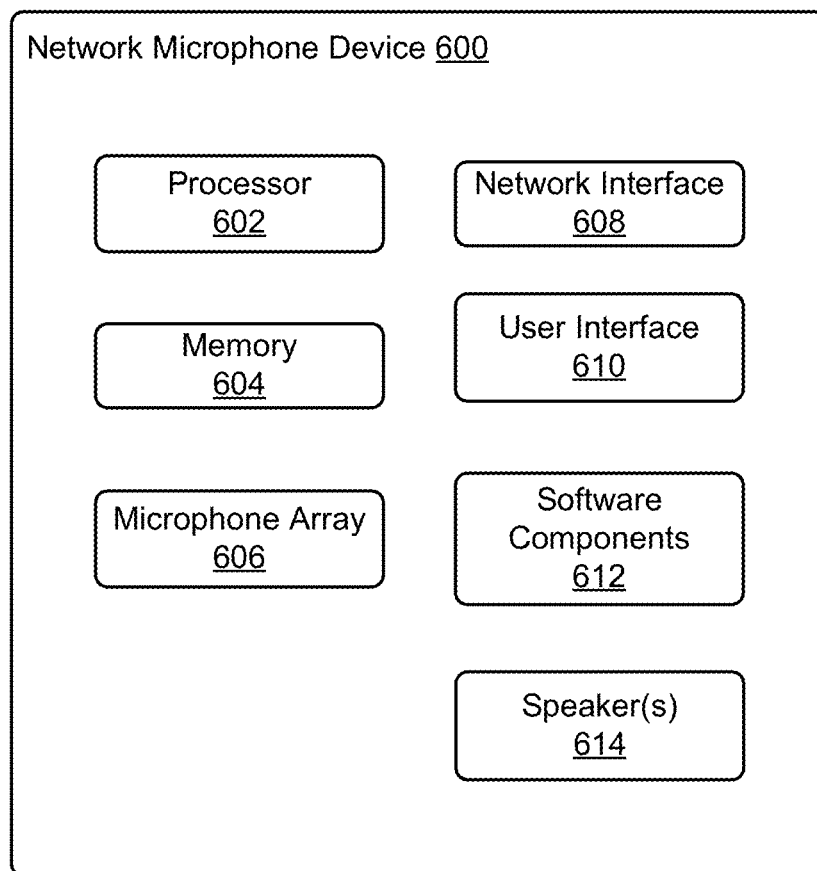 Network Microphone Device 600
Processor
602
Network Interface
608
Memory
604
User Interface
610
Microphone Array
606
Software
Components
612
Speaker(s)
614